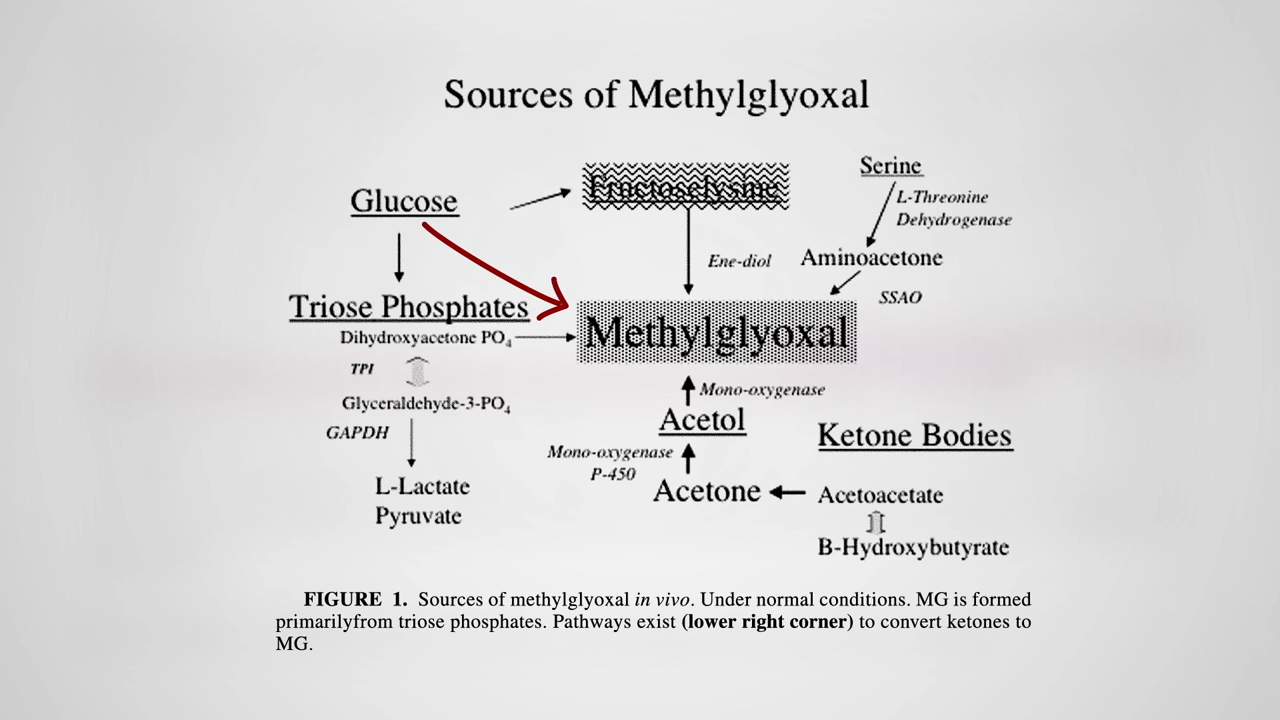 Sources of Methylglyoxal
Serine
Fructoselysine
Glucose
L-Threonine
Dehydrogenase
Ene-diol
Aminoacetone
SSAO
Triose Phosphates
Dihydroxyacetone PO4
Methylglyoxal
TPI
Mono-oxygenase
Glyceraldehyde-3-PO4
Acetol
GAPDH
Ketone Bodies
Mono-oxygenase
P-450
L-Lactate
Acetone
Acetoacetate
Pyruvate
B-Hydroxybutyrate
FIGURE 1. Sources of methylglyoxal in vivo. Under normal conditions. MG is formed
primarilyfrom triose phosphates. Pathways exist (lower right corner) to convert ketones to
MG.